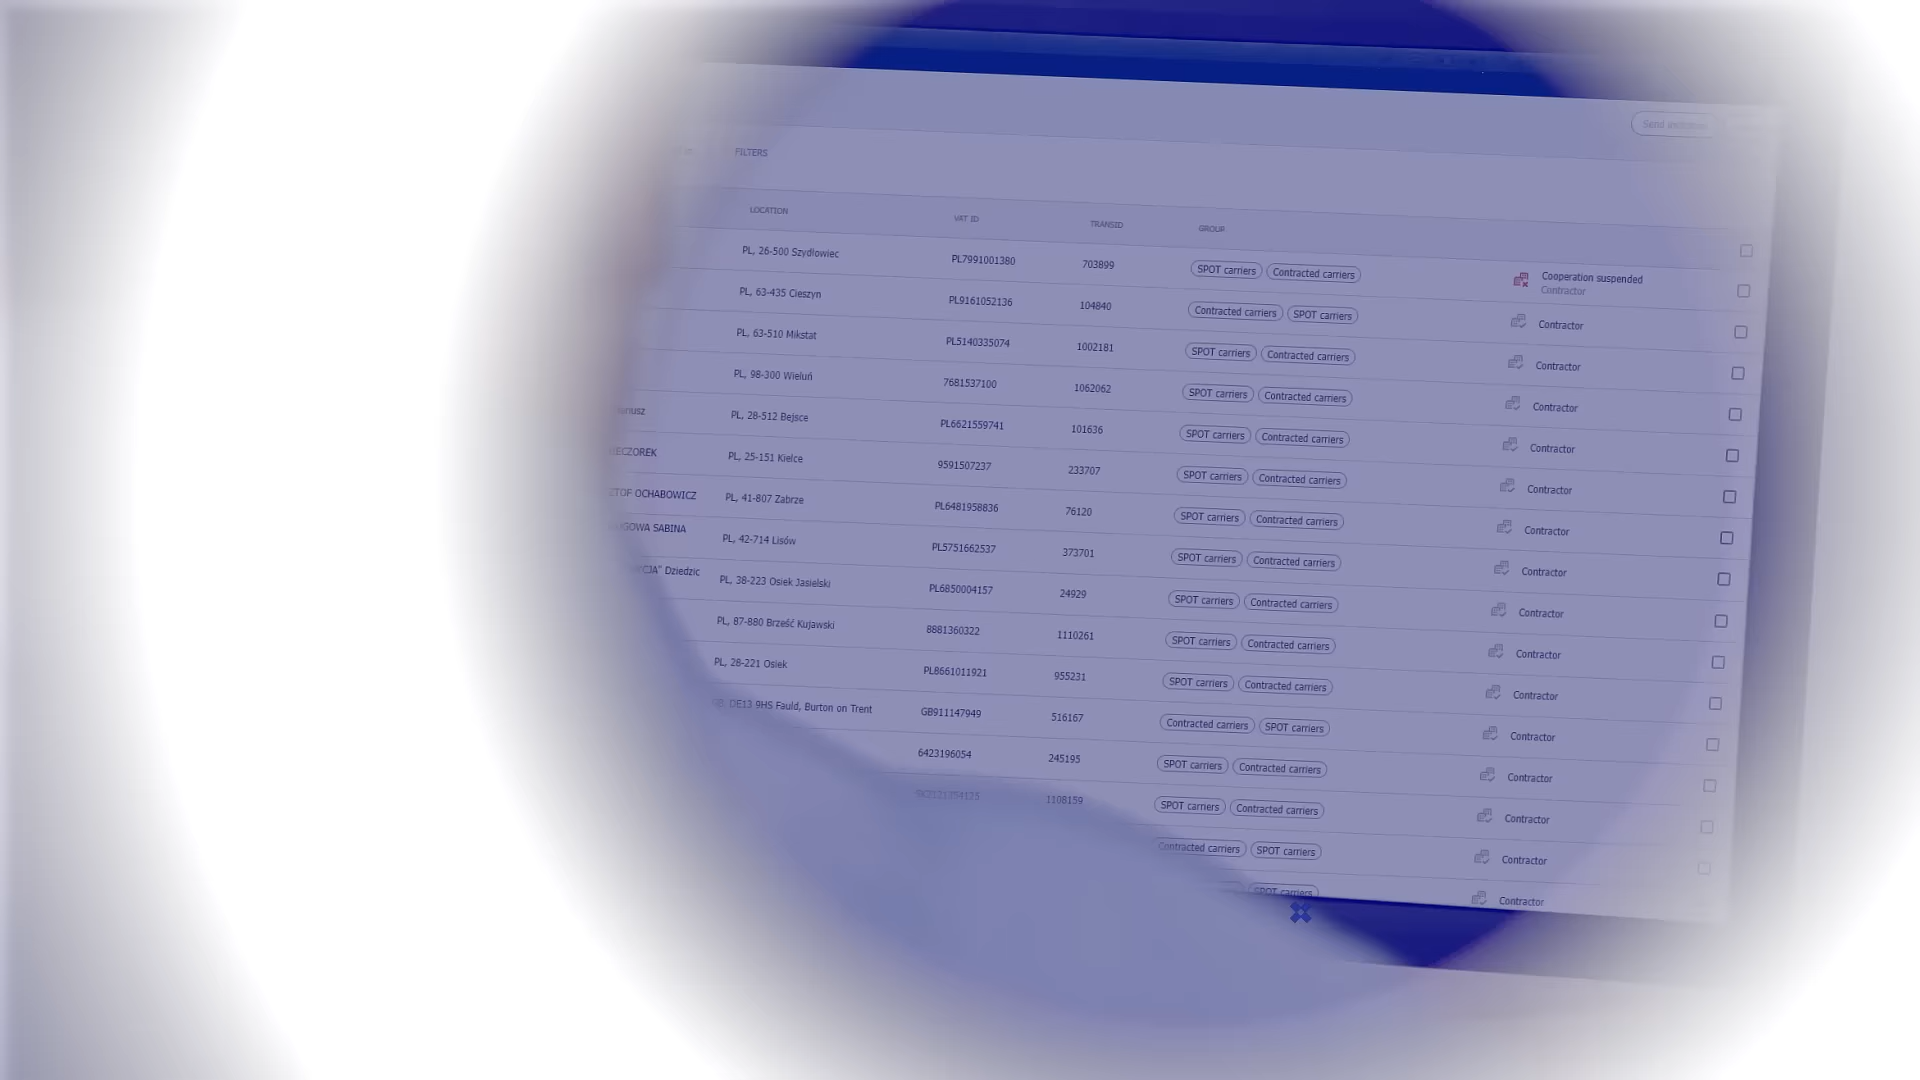 Send
FILTERS
LOCATION VAT ID TRANSID GROUP
PL, 26-500 Szydłowiec PL7991001380 703899 SPOT carriers Contracted carriers Cooperation suspended
Contractor
PL, 63-435 Cieszyn PL9161052136 104840 Contracted carriers SPOT carriers Contractor
PL, 63-510 Mikstat PL5140335074 1002181 SPOT carriers Contracted carriers Contractor
PL, 98-300 Wieluń 7681537100 1062062 SPOT carriers Contracted carriers Contractor
PL, 28-512 Bejsce PL6621559741 101636 SPOT carriers Contracted carriers Contractor
ECZOREK PL, 25-151 Kielce 9591507237 233707 SPOT carriers Contracted carriers Contractor
ZTOF OCHABOWICZ PL, 41-807 Zabrze PL6481958836 76120 SPOT carriers Contracted carriers Contractor
GOWA SABINA PL, 42-714 Lisów PL5751662537 373701 SPOT carriers Contracted carriers Contractor
CJA" Dziedzic PL, 38-223 Osiek Jasielski PL6850004157 24929 SPOT carriers Contracted carriers Contractor
PL, 87-880 Brześć Kujawski 8881360322 1110261 SPOT carriers Contracted carriers Contractor
PL, 28-221 Osiek PL8661011921 955231 SPOT carriers Contracted carriers Contractor
GB, DE13 9HS Fauld, Burton on Trent GB911147949 516167 Contracted carriers SPOT carriers Contractor
6423196054 245195 SPOT carriers Contracted carriers Contractor
1108159 SPOT carriers Contracted carriers Contractor
Contracted carriers SPOT carriers Contractor
SPOT carriers Contractor